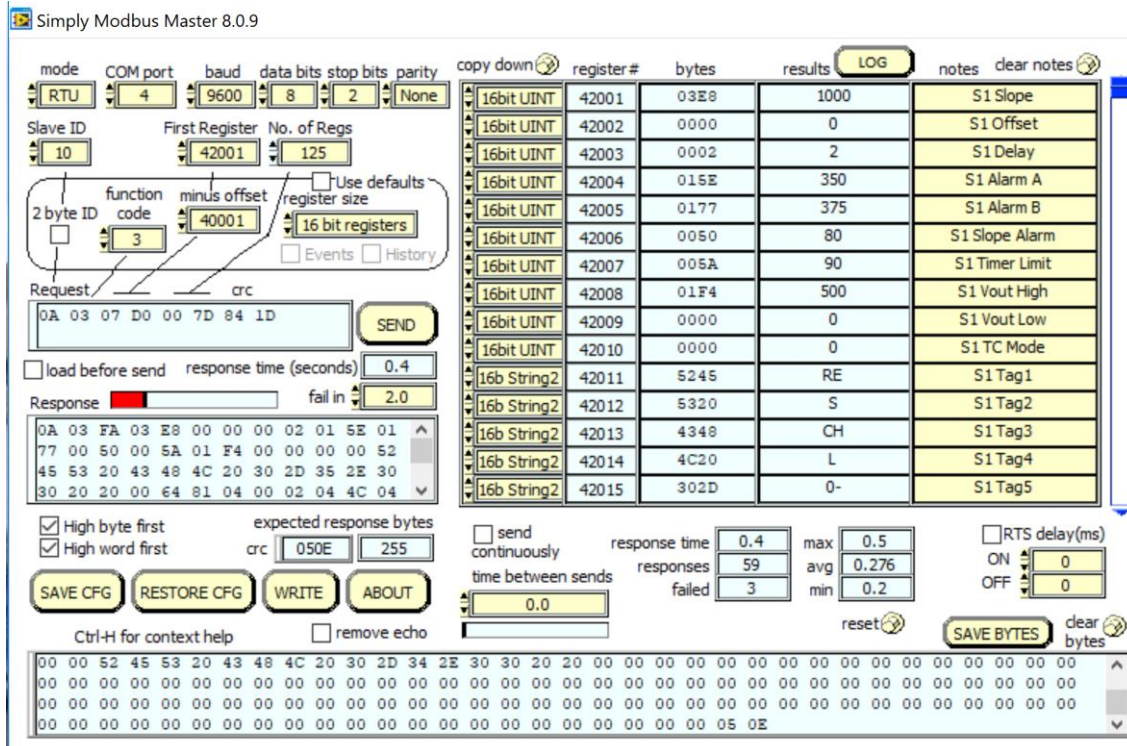 Simply Modbus Master 8.0.9
mode COM port baud data bits stop bits parity
RTU 4 9600 8 2 None
Slave ID First Register No. of Regs
10 42001 125
Use defaults
2 byte ID function code minus offset register size
3 40001 16 bit registers
Events History
Request crc
0A 03 07 D0 00 7D 84 1D
SEND
load before send response time (seconds) 0.4
Response fail in 2.0
0A 03 FA 03 E8 00 00 00 02 01 5E 01
77 00 50 00 5A 01 F4 00 00 00 00 52
45 53 20 43 48 4C 20 30 2D 35 2E 30
30 20 20 00 64 81 04 00 02 04 4C 04
High byte first expected response bytes
High word first crc 050E 255
SAVE CFG RESTORE CFG WRITE ABOUT
Ctrl-H for context help remove echo
copy down register # bytes results LOG notes clear notes
16bit UINT 42001 03E8 1000 S1 Slope
16bit UINT 42002 0000 0 S1 Offset
16bit UINT 42003 0002 2 S1 Delay
16bit UINT 42004 015E 350 S1 Alarm A
16bit UINT 42005 0177 375 S1 Alarm B
16bit UINT 42006 0050 80 S1 Slope Alarm
16bit UINT 42007 005A 90 S1 Timer Limit
16bit UINT 42008 01F4 500 S1 Vout High
16bit UINT 42009 0000 0 S1 Vout Low
16bit UINT 42010 0000 0 S1 TC Mode
16b String2 42011 5245 RE S1 Tag1
16b String2 42012 5320 S S1 Tag2
16b String2 42013 4348 CH S1 Tag3
16b String2 42014 4C20 L S1 Tag4
16b String2 42015 302D 0- S1 Tag5
send continuously response time 0.4 max 0.5 RTS delay(ms)
responses 59 avg 0.276 ON 0
time between sends failed 3 min 0.2 OFF 0
0.0
reset SAVE BYTES clear bytes
00 00 52 45 53 20 43 48 4C 20 30 2D 34 2E 30 30 20 20 00 00 00 00 00 00 00 00 00 00 00 00 00 00 00
00 00 00 00 00 00 00 00 00 00 00 00 00 00 00 00 00 00 00 00 00 00 00 00 00 00 00 00 00 00 00 00 00
00 00 00 00 00 00 00 00 00 00 00 00 00 00 00 00 00 00 00 00 00 00 00 00 00 00 00 00 00 00 00 00 00
00 00 00 00 00 00 00 00 00 00 00 00 00 00 00 00 00 00 00 00 00 05 0E